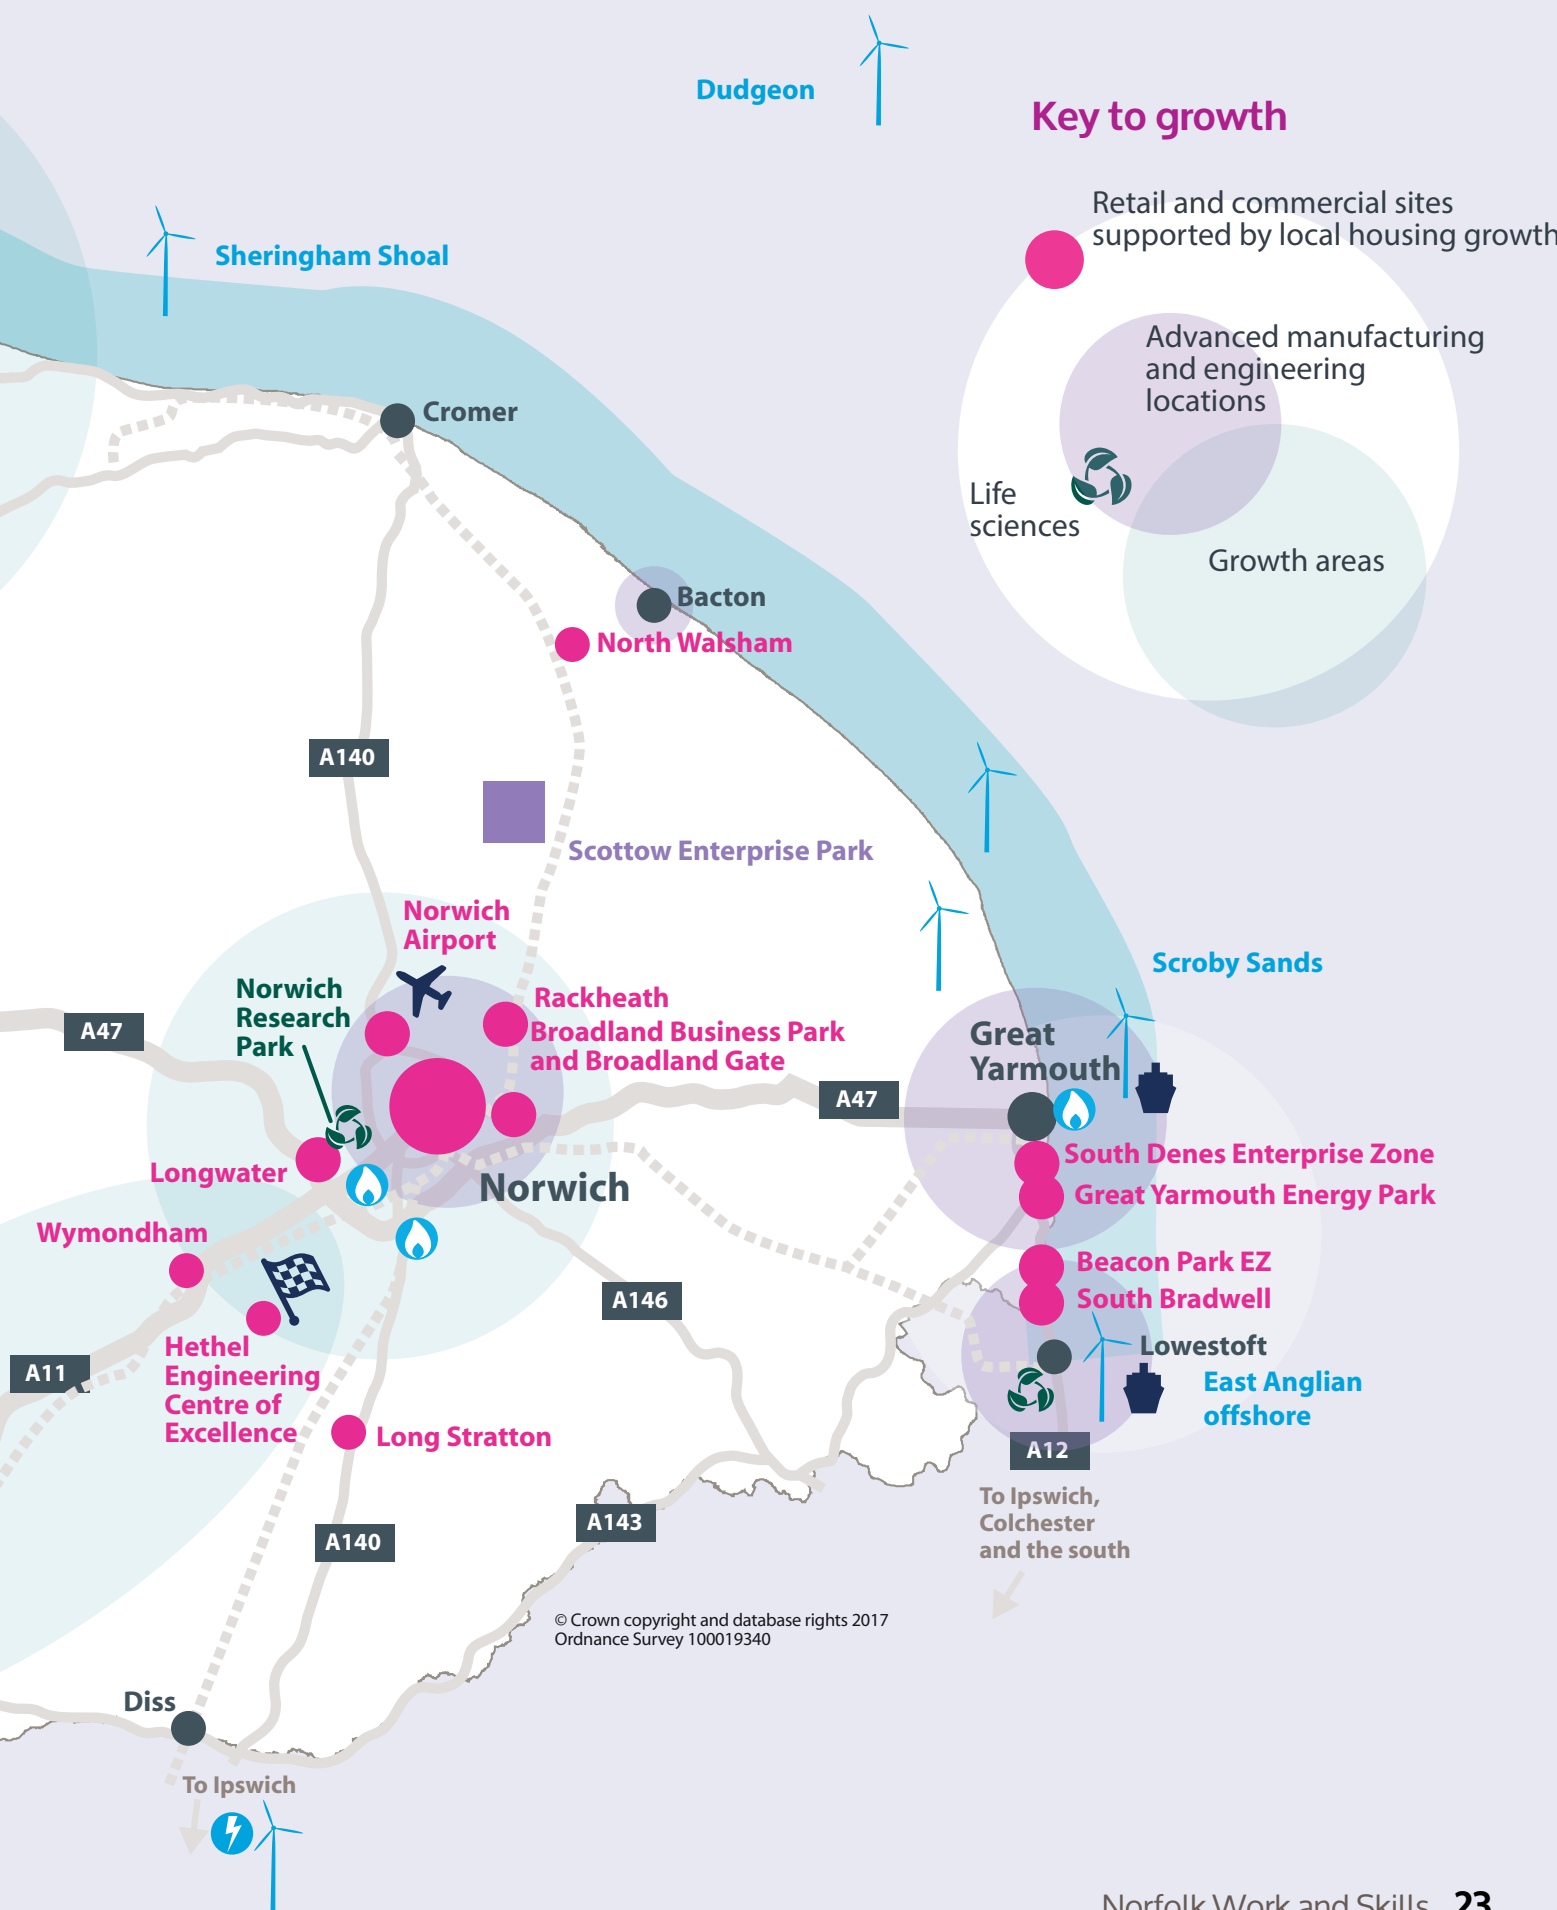 Dudgeon
Key to growth
Retail and commercial sites
supported by local housing growth
Sheringham Shoal
Advanced manufacturing
and engineering
locations
Cromer
Life
sciences
Growth areas
Bacton
North Walsham
A140
Scottow Enterprise Park
Norwich
Airport
Scroby Sands
Norwich
Research
Park
Rackheath
Broadland Business Park
and Broadland Gate
A47
Great
Yarmouth
A47
South Denes Enterprise Zone
Longwater
Norwich
Great Yarmouth Energy Park
Wymondham
Beacon Park EZ
A146
South Bradwell
Hethel
Engineering
Centre of
Excellence
Lowestoft
A11
East Anglian
offshore
Long Stratton
A12
To Ipswich,
Colchester
and the south
A143
A140
© Crown copyright and database rights 2017
Ordnance Survey 100019340
Diss
To Ipswich
Norfolk Work and Skills 23